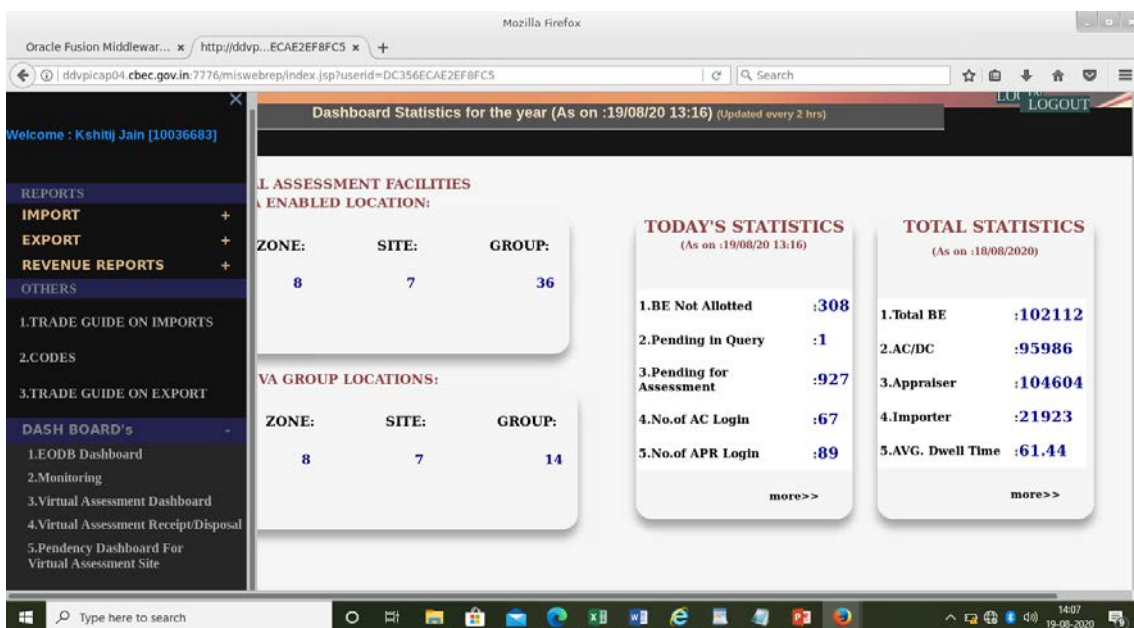 Mozilla Firefox
Oracle Fusion Middlewar... × http://ddvp...ECAE2EF8FC5 × +
ddvpicap04.cbec.gov.in:7776/miswebrep/index.jsp?userid=DC356ECAE2EF8FC5 Search
LOGOUT
Dashboard Statistics for the year (As on :19/08/20 13:16) (Updated every 2 hrs)
Welcome : Kshitij Jain [10036683]
REPORTS
IMPORT +
EXPORT +
REVENUE REPORTS +
OTHERS
1.TRADE GUIDE ON IMPORTS
2.CODES
3.TRADE GUIDE ON EXPORT
DASH BOARD's -
1.EODB Dashboard
2.Monitoring
3.Virtual Assessment Dashboard
4.Virtual Assessment Receipt/Disposal
5.Pendency Dashboard For
Virtual Assessment Site
L ASSESSMENT FACILITIES
ENABLED LOCATION:
ZONE: SITE: GROUP:
8 7 36
VA GROUP LOCATIONS:
ZONE: SITE: GROUP:
8 7 14
TODAY'S STATISTICS
(As on :19/08/20 13:16)
1.BE Not Allotted :308
2.Pending in Query :1
3.Pending for
Assessment :927
4.No.of AC Login :67
5.No.of APR Login :89
more>>
TOTAL STATISTICS
(As on :18/08/2020)
1.Total BE :102112
2.AC/DC :95986
3.Appraiser :104604
4.Importer :21923
5.AVG. Dwell Time :61.44
more>>
Type here to search
14:07
19-08-2020